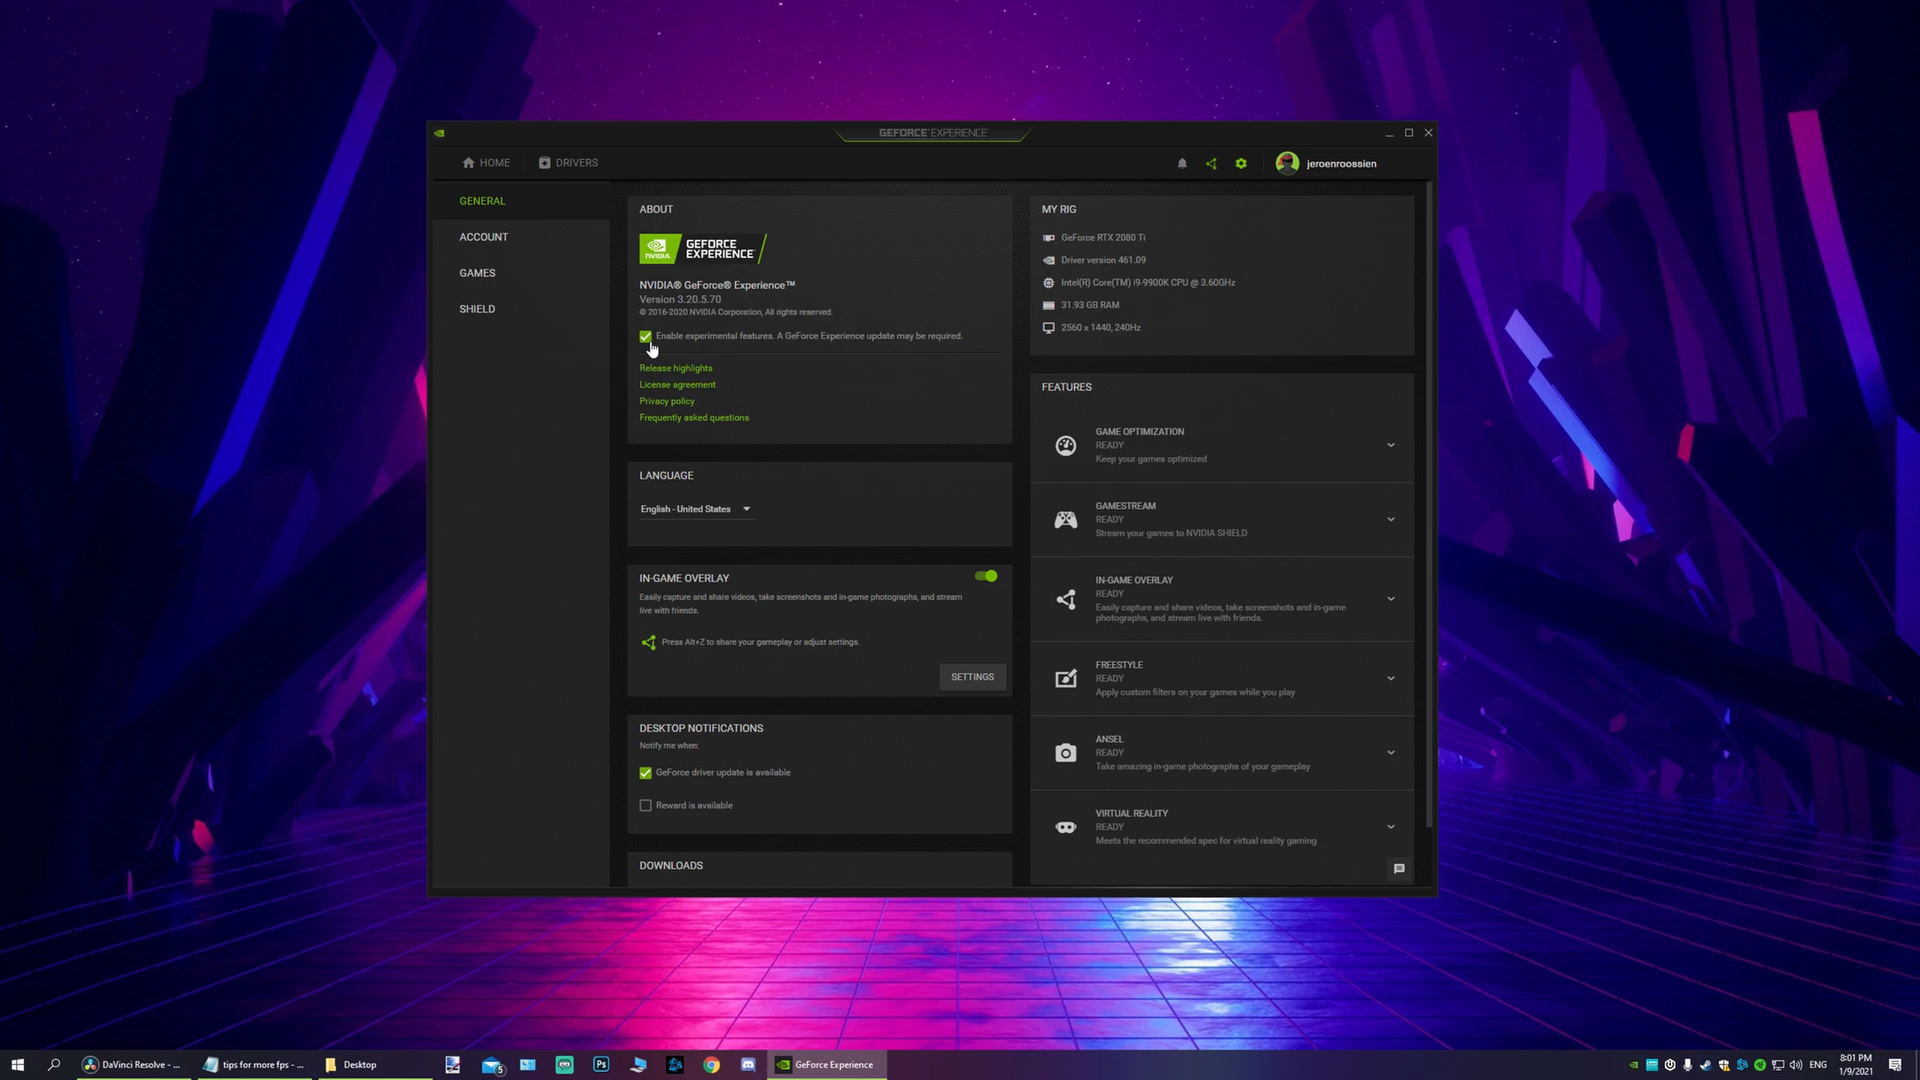 GEFORCE EXPERIENCE
HOME
DRIVERS
jeroenroossien
GENERAL
ACCOUNT
GAMES
SHIELD
ABOUT
NVIDIA
GEFORCE
EXPERIENCE
NVIDIA® GeForce® Experience™
Version 3.20.5.70
© 2016-2020 NVIDIA Corporation, All rights reserved.
Enable experimental features. A GeForce Experience update may be required.
Release highlights
License agreement
Privacy policy
Frequently asked questions
LANGUAGE
English - United States
IN-GAME OVERLAY
Easily capture and share videos, take screenshots and in-game photographs, and stream
live with friends.
Press Alt+Z to share your gameplay or adjust settings.
SETTINGS
DESKTOP NOTIFICATIONS
Notify me when:
GeForce driver update is available
Reward is available
DOWNLOADS
MY RIG
GeForce RTX 2080 Ti
Driver version 461.09
Intel(R) Core(TM) i9-9900K CPU @ 3.60GHz
31.93 GB RAM
2560 x 1440, 240Hz
FEATURES
GAME OPTIMIZATION
READY
Keep your games optimized
GAMESTREAM
READY
Stream your games to NVIDIA SHIELD
IN-GAME OVERLAY
READY
Easily capture and share videos, take screenshots and in-game
photographs, and stream live with friends.
FREESTYLE
READY
Apply custom filters on your games while you play
ANSEL
READY
Take amazing in-game photographs of your gameplay
VIRTUAL REALITY
READY
Meets the recommended spec for virtual reality gaming
DaVinci Resolve - ...
tips for more fps - ...
Desktop
5
Ps
GeForce Experience
ENG
8:01 PM
1/9/2021